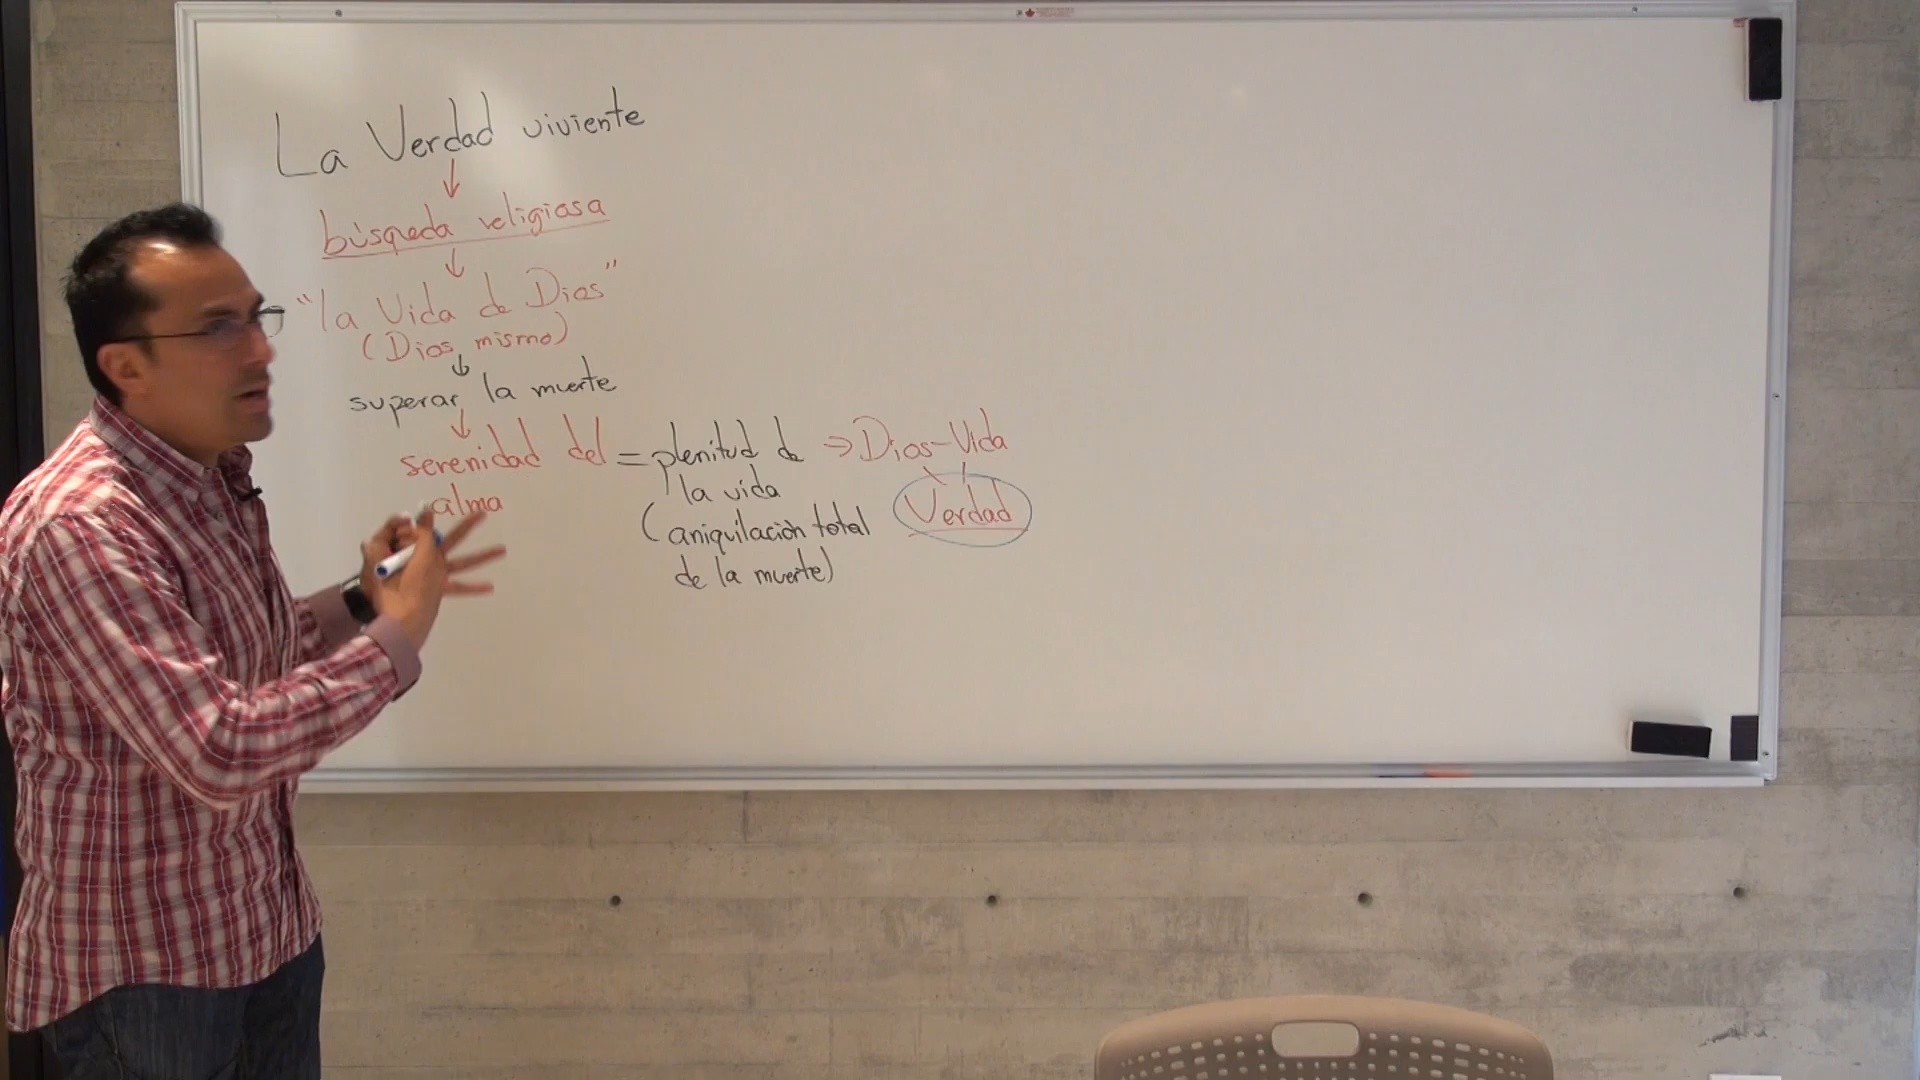 La Verdad viviente
↓
búsqueda religiosa
↓
"la Vida de Dios"
(Dios mismo)
↓
superar la muerte
↓
serenidad del = plenitud de ⇒ Dios-Vida
alma
la vida
Verdad
(aniquilación total
de la muerte)